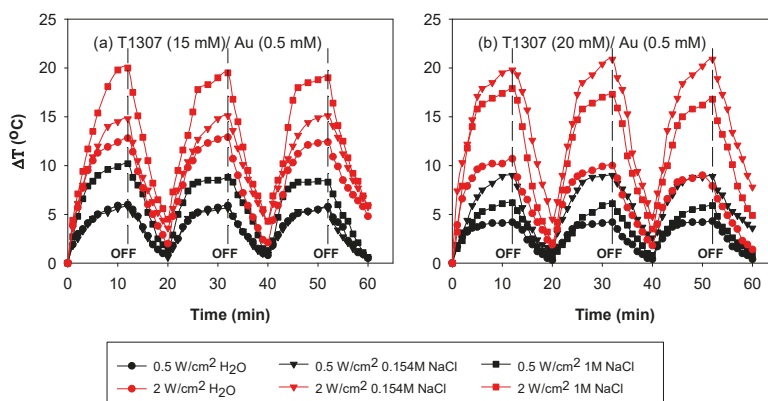 (a) T1307 (15 mM)/ Au (0.5 mM)
(b) T1307 (20 mM)/ Au (0.5 mM)
ΔT (⁰C)
25
20
15
10
5
0
OFF OFF OFF
0 10 20 30 40 50 60
Time (min)
25
20
15
10
5
0
OFF OFF OFF
0 10 20 30 40 50 60
Time (min)
0.5 W/cm² H₂O
0.5 W/cm² 0.154M NaCl
0.5 W/cm² 1M NaCl
2 W/cm² H₂O
2 W/cm² 0.154M NaCl
2 W/cm² 1M NaCl